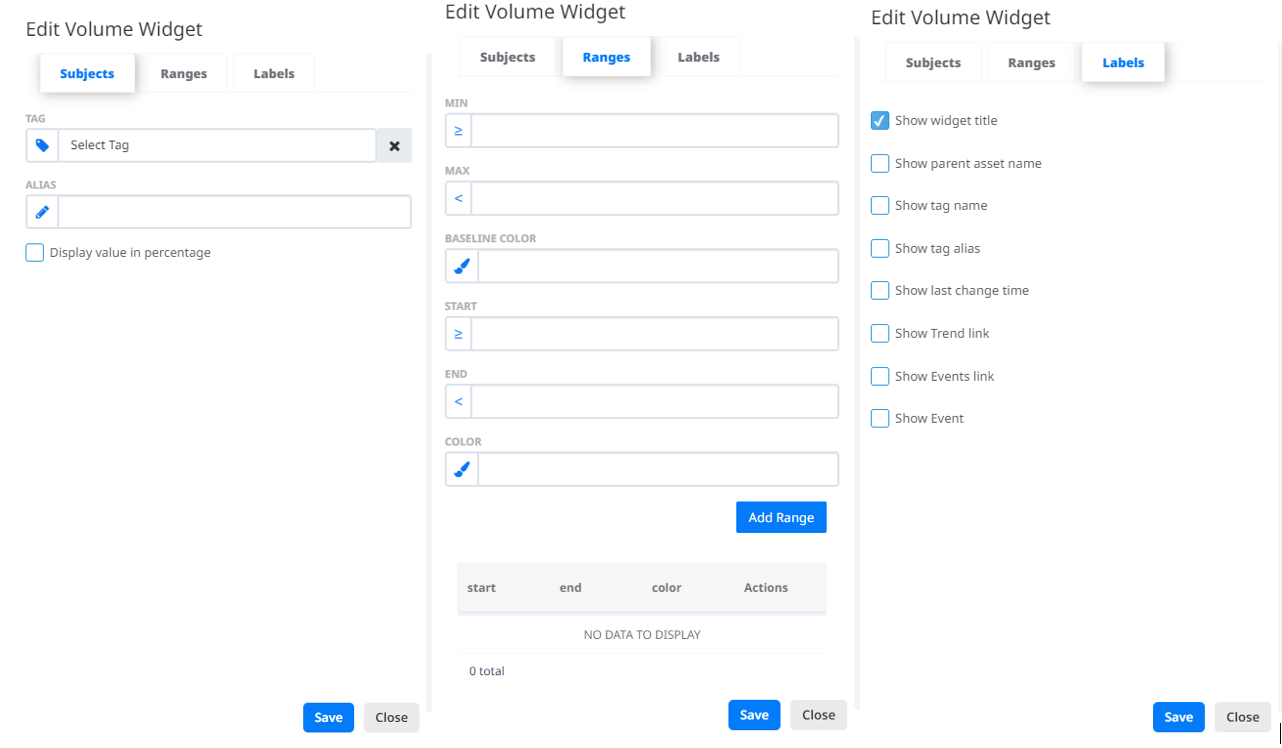 Edit Volume Widget
Subjects Ranges Labels
TAG
Select Tag
ALIAS
Display value in percentage
Save Close
Edit Volume Widget
Subjects Ranges Labels
MIN
≥
MAX
<
BASELINE COLOR
START
≥
END
<
COLOR
Add Range
start end color Actions
NO DATA TO DISPLAY
0 total
Save Close
Edit Volume Widget
Subjects Ranges Labels
Show widget title
Show parent asset name
Show tag name
Show tag alias
Show last change time
Show Trend link
Show Events link
Show Event
Save Close